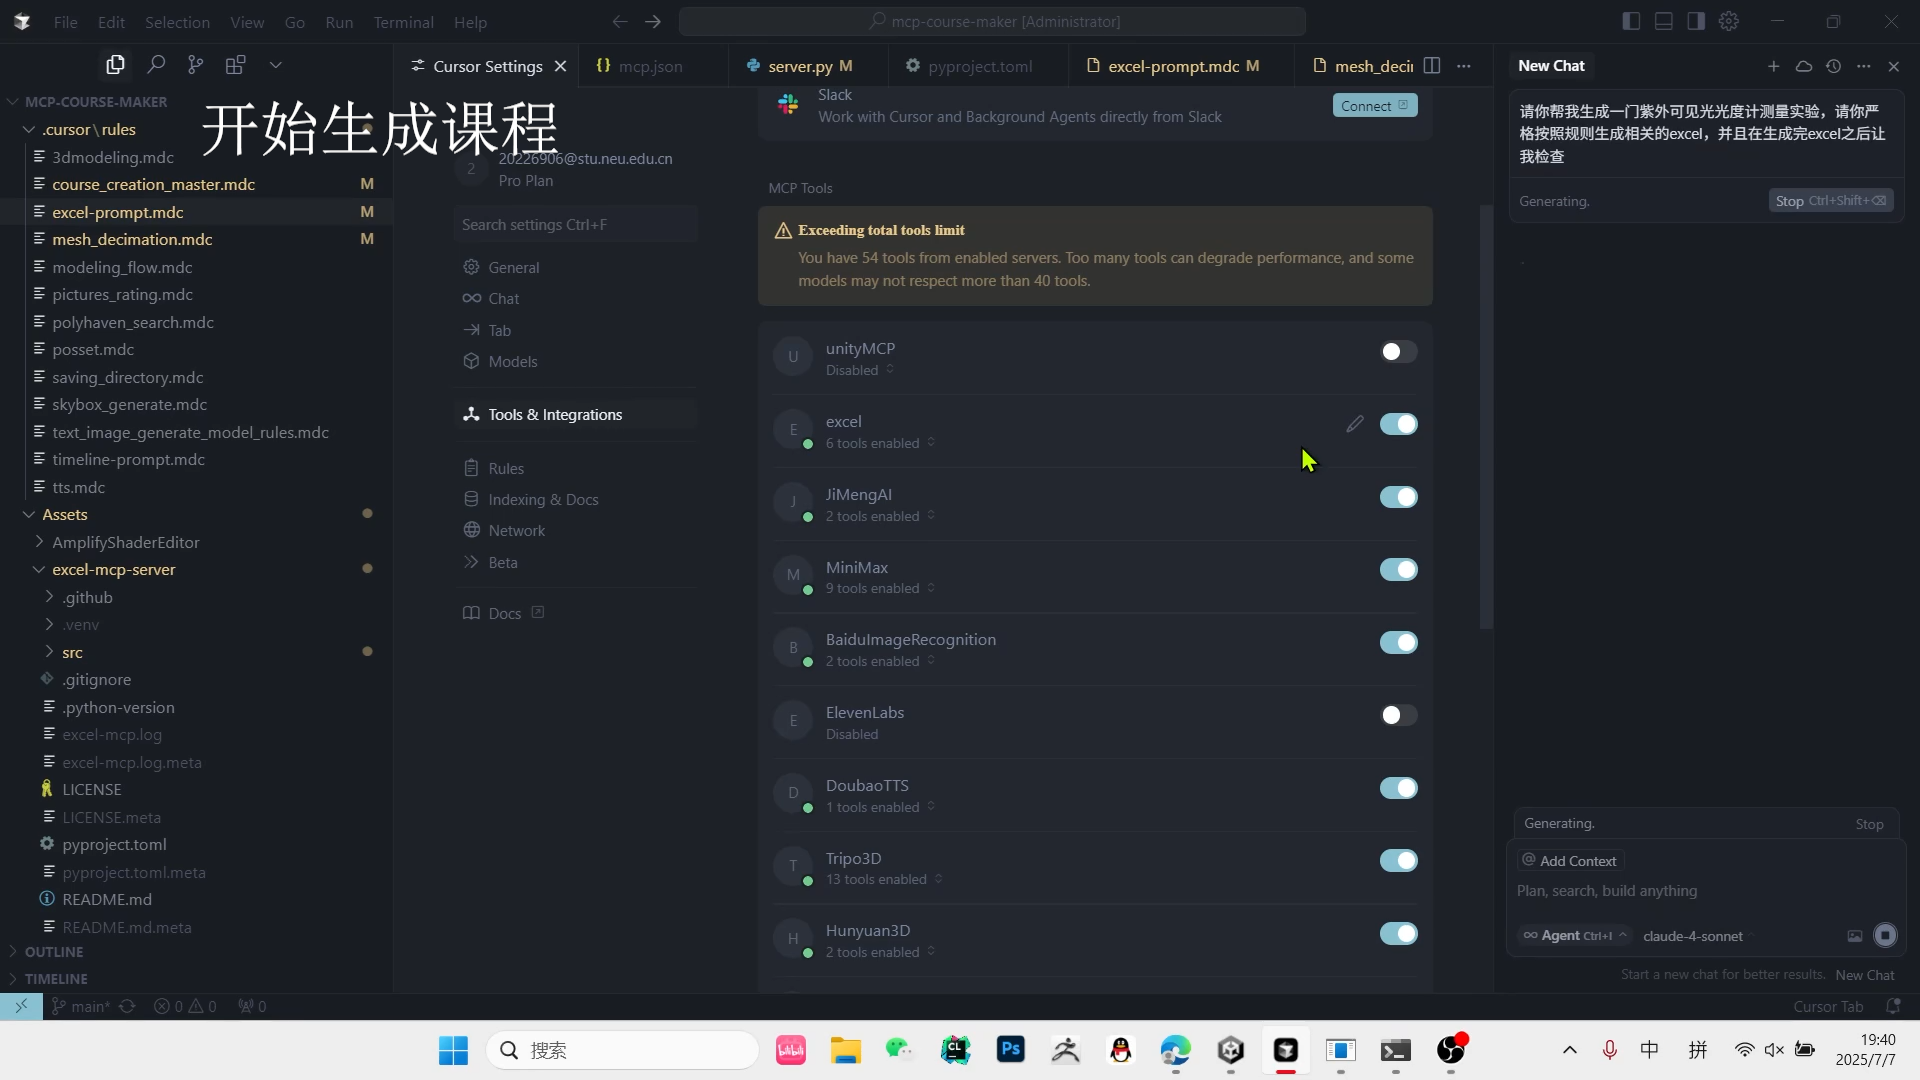 File Edit Selection View Go Run Terminal Help
mcp-course-maker [Administrator]
Cursor Settings
mcp.json
server.py M
pyproject.toml
excel-prompt.mdc M
mesh_deci
New Chat
MCP-COURSE-MAKER
开始生成课程
.cursor\rules
3dmodeling.mdc
course_creation_master.mdc M
excel-prompt.mdc M
mesh_decimation.mdc M
modeling_flow.mdc
pictures_rating.mdc
polyhaven_search.mdc
posset.mdc
saving_directory.mdc
skybox_generate.mdc
text_image_generate_model_rules.mdc
timeline-prompt.mdc
tts.mdc
Assets
AmplifyShaderEditor
excel-mcp-server
.github
.venv
src
.gitignore
.python-version
excel-mcp.log
excel-mcp.log.meta
LICENSE
LICENSE.meta
pyproject.toml
pyproject.toml.meta
README.md
README.md.meta
OUTLINE
TIMELINE
2
20226906@stu.neu.edu.cn
Pro Plan
Search settings Ctrl+F
General
Chat
Tab
Models
Tools & Integrations
Rules
Indexing & Docs
Network
Beta
Docs
Slack
Work with Cursor and Background Agents directly from Slack
Connect
MCP Tools
Exceeding total tools limit
You have 54 tools from enabled servers. Too many tools can degrade performance, and some
models may not respect more than 40 tools.
U
unityMCP
Disabled
E
excel
6 tools enabled
J
JiMengAI
2 tools enabled
M
MiniMax
9 tools enabled
B
BaiduImageRecognition
2 tools enabled
E
ElevenLabs
Disabled
D
DoubaoTTS
1 tools enabled
T
Tripo3D
13 tools enabled
H
Hunyuan3D
2 tools enabled
请你帮我生成一门紫外可见光光度计测量实验，请你严
格按照规则生成相关的excel，并且在生成完excel之后让
我检查
Generating.
Stop Ctrl+Shift+⌫
Generating.
Stop
@ Add Context
Plan, search, build anything
Agent Ctrl+I
claude-4-sonnet
Start a new chat for better results. New Chat
main*
0
0
0
Cursor Tab
搜索
bilibili
CL
Ps
中
拼
19:40
2025/7/7